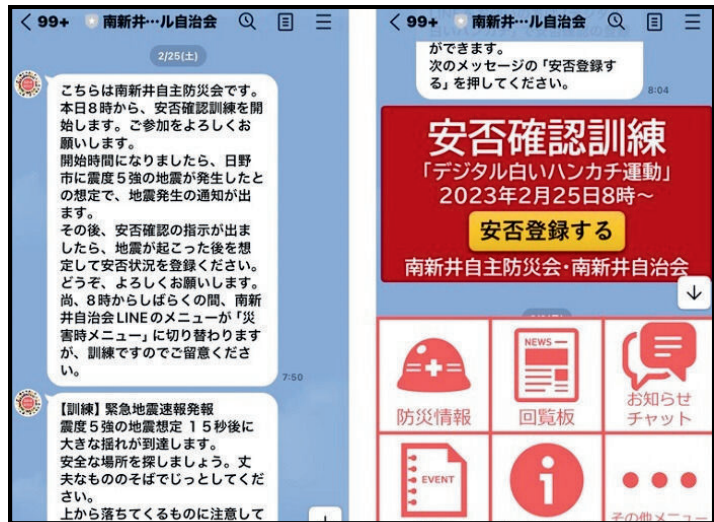 99+ 南新井…ル自治会
2/25(土)
こちらは南新井自主防災会です。
本日8時から、安否確認訓練を開
始します。ご参加をよろしくお
願いします。
開始時間になりましたら、日野
市に震度5強の地震が発生したと
の想定で、地震発生の通知が出
ます。
その後、安否確認の指示が出ま
したら、地震が起こった後を想
定して安否状況を登録ください。
どうぞ、よろしくお願いします。
尚、8時からしばらくの間、南新
井自治会LINEのメニューが「災
害時メニュー」に切り替わります
が、訓練ですのでご留意くださ
い。
7:50
【訓練】緊急地震速報発報
震度5強の地震想定 15秒後に
大きな揺れが到達します。
安全な場所を探しましょう。丈
夫なもののそばでじっとしてくだ
さい。
上から落ちてくるものに注意して
99+ 南新井…ル自治会
ができます。
次のメッセージの「安否登録す
る」を押してください。
8:04
安否確認訓練
「デジタル白いハンカチ運動」
2023年2月25日8時～
安否登録する
南新井自主防災会・南新井自治会
防災情報
NEWS
回覧板
お知らせ
チャット
EVENT
その他メニュー